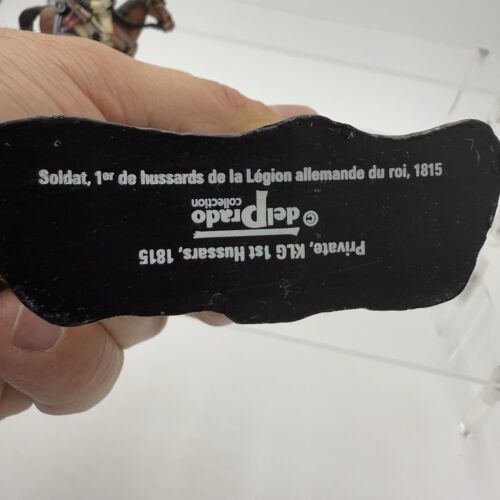 Soldat, 1er de hussards de la Légion allemande du roi, 1815
Private, KLG 1st Hussars, 1815
© delPrado
collection